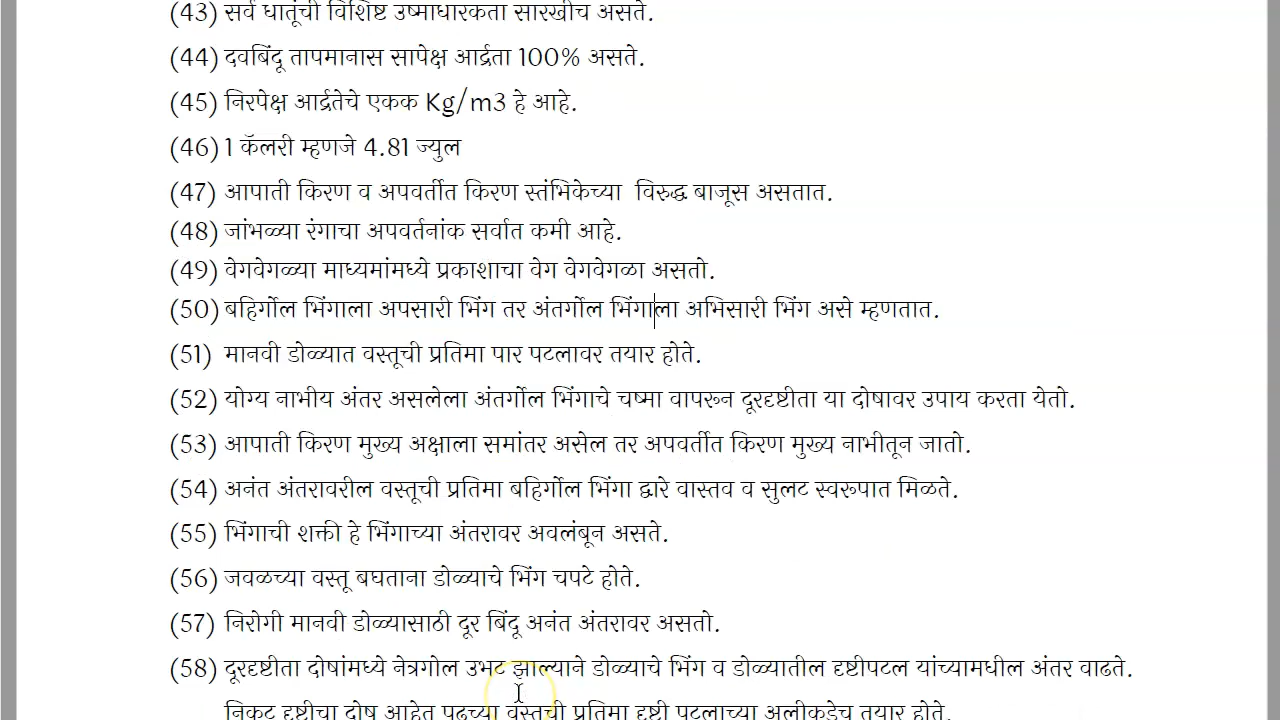 (43) सर्व धातूंची विशिष्ट उष्माधारकता सारखीच असते.
(44) दवबिंदू तापमानास सापेक्ष आर्द्रता 100% असते.
(45) निरपेक्ष आर्द्रतेचे एकक Kg/m3 हे आहे.
(46) 1 कॅलरी म्हणजे 4.81 ज्युल
(47) आपाती किरण व अपवर्तीत किरण स्तंभिकेच्या विरुद्ध बाजूस असतात.
(48) जांभळ्या रंगाचा अपवर्तनांक सर्वात कमी आहे.
(49) वेगवेगळ्या माध्यमांमध्ये प्रकाशाचा वेग वेगवेगळा असतो.
(50) बहिर्गोल भिंगाला अपसारी भिंग तर अंतर्गोल भिंगाला अभिसारी भिंग असे म्हणतात.
(51) मानवी डोळ्यात वस्तूची प्रतिमा पार पटलावर तयार होते.
(52) योग्य नाभीय अंतर असलेला अंतर्गोल भिंगाचे चष्मा वापरून दूरदृष्टीता या दोषावर उपाय करता येतो.
(53) आपाती किरण मुख्य अक्षाला समांतर असेल तर अपवर्तीत किरण मुख्य नाभीतून जातो.
(54) अनंत अंतरावरील वस्तूची प्रतिमा बहिर्गोल भिंगा द्वारे वास्तव व सुलट स्वरूपात मिळते.
(55) भिंगाची शक्ती हे भिंगाच्या अंतरावर अवलंबून असते.
(56) जवळच्या वस्तू बघताना डोळ्याचे भिंग चपटे होते.
(57) निरोगी मानवी डोळ्यासाठी दूर बिंदू अनंत अंतरावर असतो.
(58) दूरदृष्टीता दोषांमध्ये नेत्रगोल उभट झाल्याने डोळ्याचे भिंग व डोळ्यातील दृष्टीपटल यांच्यामधील अंतर वाढते.
निकट दृष्टीचा दोष आहेत पुढच्या वस्तूची प्रतिमा दृष्टी पटलाच्या अलीकडेच तयार होते.